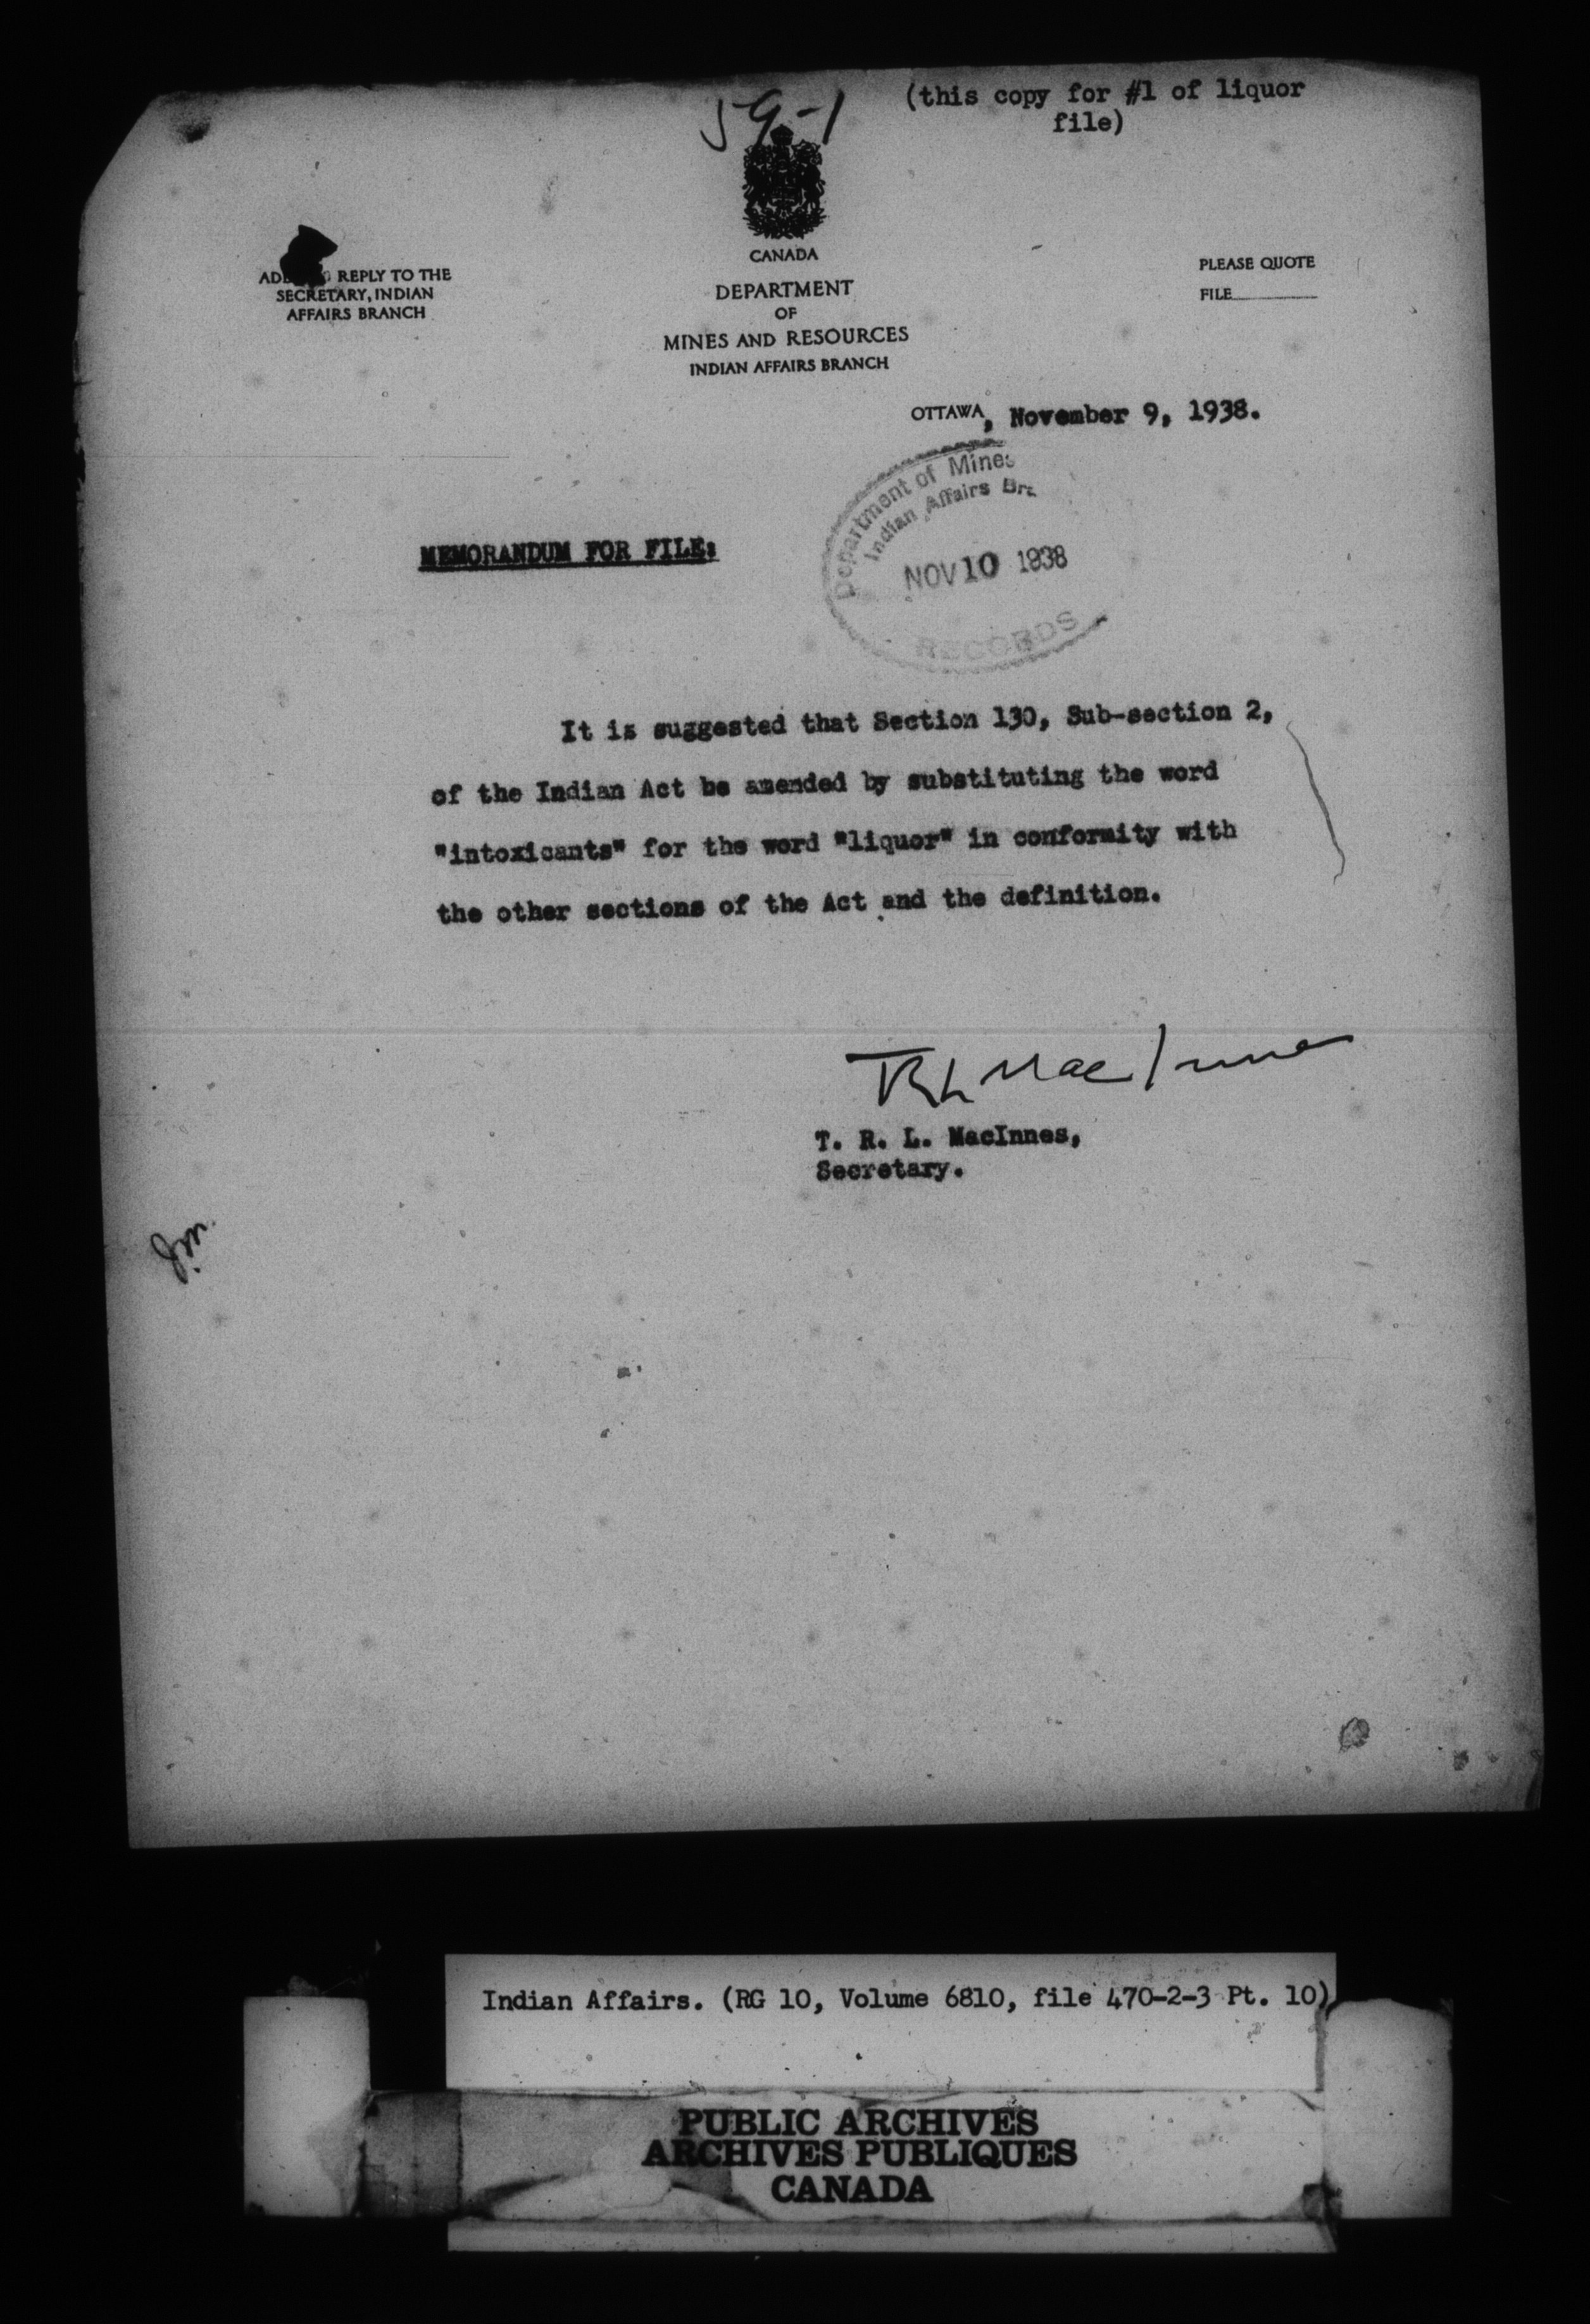 (this copy for #1 of liquor
file)
59-1
CANADA
DEPARTMENT
OF
MINES AND RESOURCES
INDIAN AFFAIRS BRANCH
REPLY TO THE
SECRETARY, INDIAN
AFFAIRS BRANCH
PLEASE QUOTE
FILE
OTTAWA, November 9, 1938.
Department of Mines
Indian Affairs
NOV 10 1938
RECORDS
MEMORANDUM FOR FILE:
It is suggested that Section 130, Sub-section 2,
of the Indian Act be amended by substituting the word
"intoxicants" for the word "liquor" in conformity with
the other sections of the Act and the definition.
TRL MacInnes
T. R. L. MacInnes,
Secretary.
Indian Affairs. (RG 10, Volume 6810, file 470-2-3 Pt. 10)
PUBLIC ARCHIVES
ARCHIVES PUBLIQUES
CANADA